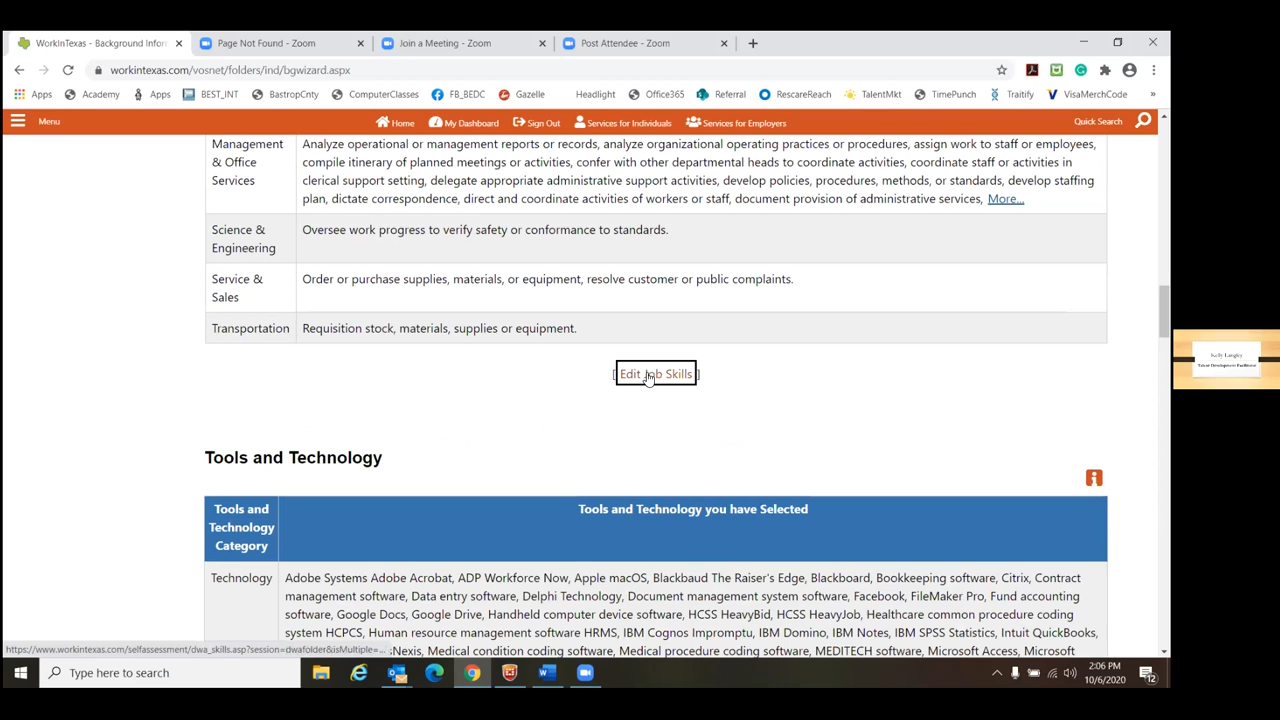 WorkInTexas - Background Infor
Page Not Found - Zoom
Join a Meeting - Zoom
Post Attendee - Zoom
workintexas.com/vosnet/folders/ind/bgwizard.aspx
Apps
Academy
Apps
BEST_INT
BastropCnty
ComputerClasses
FB_BEDC
Gazelle
Headlight
Office365
Referral
RescareReach
TalentMkt
TimePunch
Traitify
VisaMerchCode
»
Menu
Home
My Dashboard
Sign Out
Services for Individuals
Services for Employers
Quick Search
Management
& Office
Services
Analyze operational or management reports or records, analyze organizational operating practices or procedures, assign work to staff or employees,
compile itinerary of planned meetings or activities, confer with other departmental heads to coordinate activities, coordinate staff or activities in
clerical support setting, delegate appropriate administrative support activities, develop policies, procedures, methods, or standards, develop staffing
plan, dictate correspondence, direct and coordinate activities of workers or staff, document provision of administrative services, More...
Science &
Engineering
Oversee work progress to verify safety or conformance to standards.
Service &
Sales
Order or purchase supplies, materials, or equipment, resolve customer or public complaints.
Transportation
Requisition stock, materials, supplies or equipment.
[ Edit Job Skills ]
Tools and Technology
Tools and
Technology
Category
Tools and Technology you have Selected
Technology
Adobe Systems Adobe Acrobat, ADP Workforce Now, Apple macOS, Blackbaud The Raiser's Edge, Blackboard, Bookkeeping software, Citrix, Contract
management software, Data entry software, Delphi Technology, Document management system software, Facebook, FileMaker Pro, Fund accounting
software, Google Docs, Google Drive, Handheld computer device software, HCSS HeavyBid, HCSS HeavyJob, Healthcare common procedure coding
system HCPCS, Human resource management software HRMS, IBM Cognos Impromptu, IBM Domino, IBM Notes, IBM SPSS Statistics, Intuit QuickBooks,
sNexis, Medical condition coding software, Medical procedure coding software, MEDITECH software, Microsoft Access, Microsoft
https://www.workintexas.com/selfassessment/dwa_skills.asp?session=dwafolder&isMultiple=...
Type here to search
2:06 PM
10/6/2020
12
Kelly Langley
Talent Development Facilitator